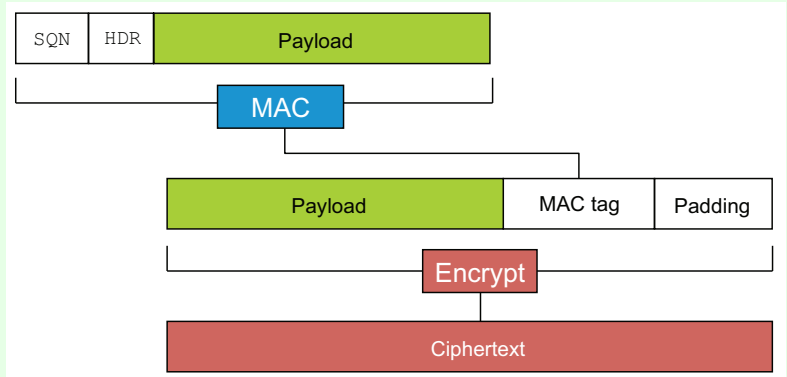 SQN HDR Payload
MAC
Payload MAC tag Padding
Encrypt
Ciphertext